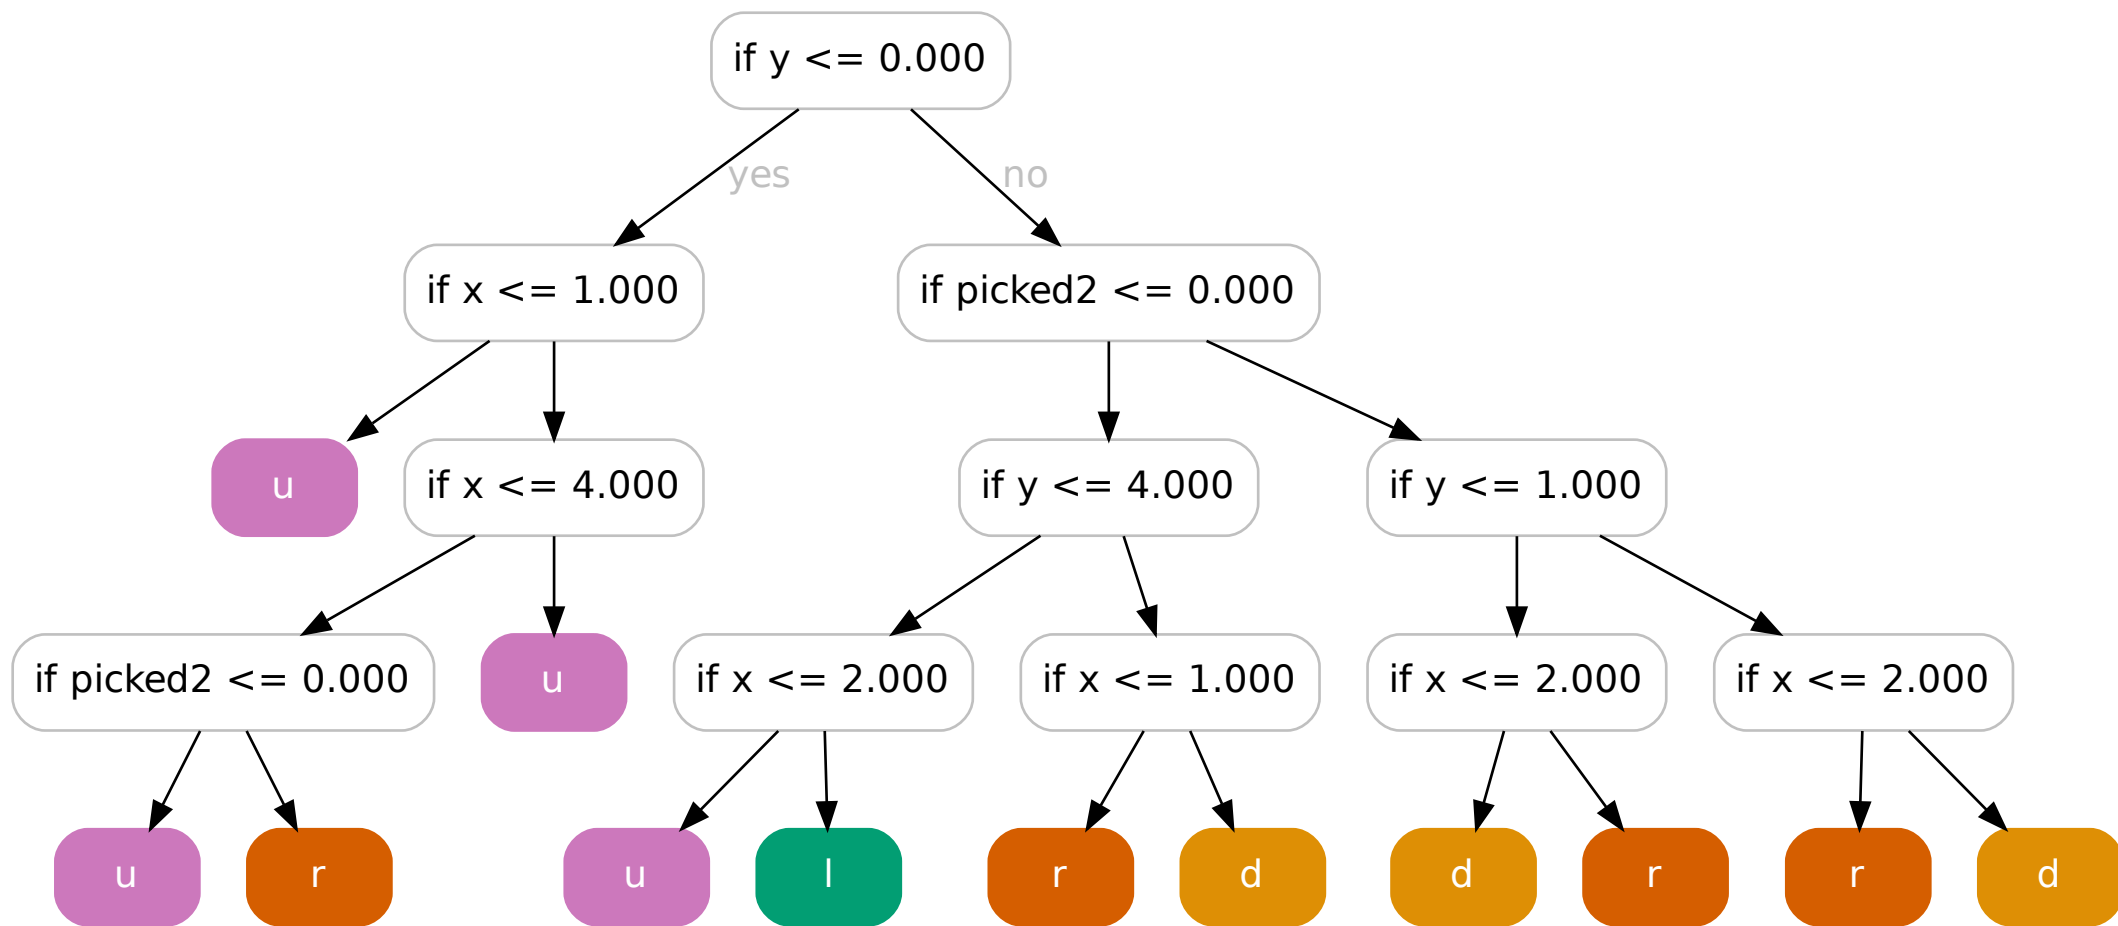 if y <= 0.000
yes
no
if x <= 1.000
if picked2 <= 0.000
u
if x <= 4.000
if y <= 4.000
if y <= 1.000
if picked2 <= 0.000
u
if x <= 2.000
if x <= 1.000
if x <= 2.000
if x <= 2.000
u
r
u
l
r
d
d
r
r
d